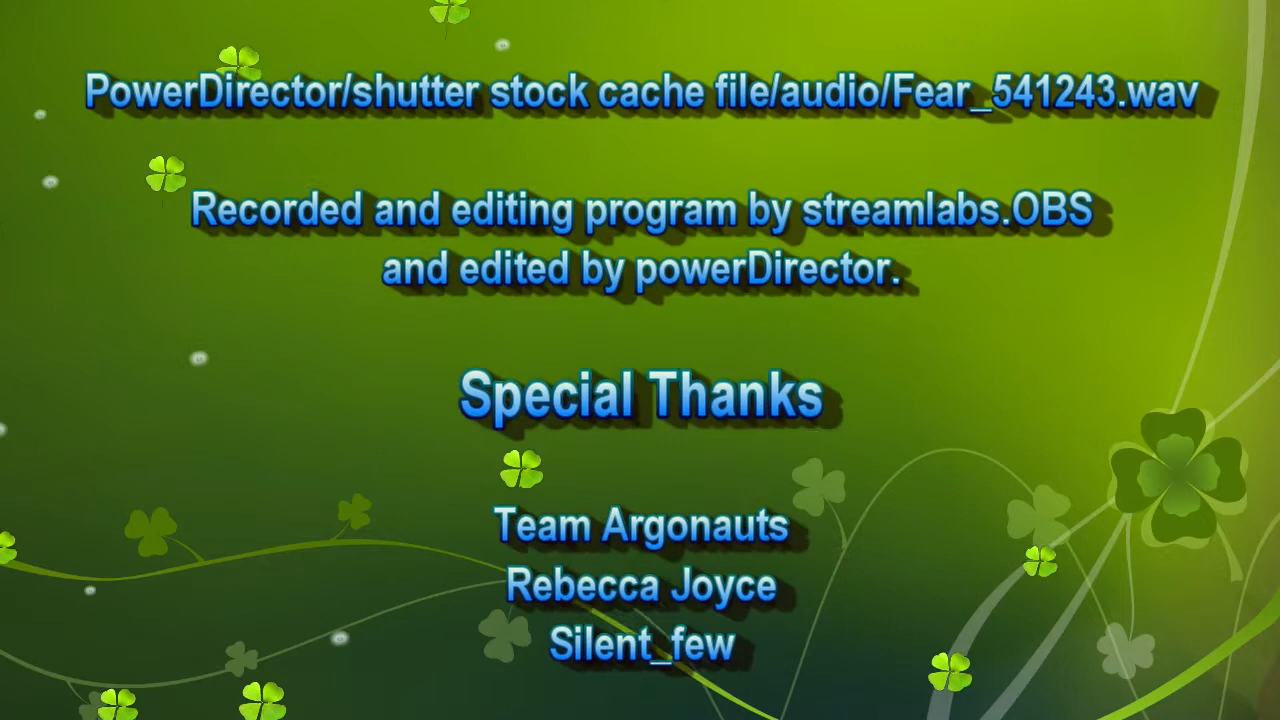 PowerDirector/shutter stock cache file/audio/Fear_541243.wav
Recorded and editing program by streamlabs.OBS
and edited by powerDirector.
Special Thanks
Team Argonauts
Rebecca Joyce
Silent_few